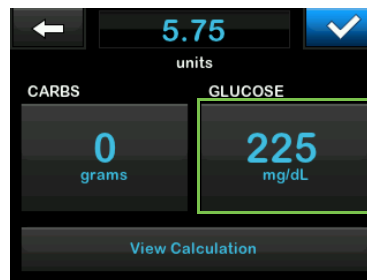 5.75
units
CARBS GLUCOSE
0 225
grams mg/dL
View Calculation